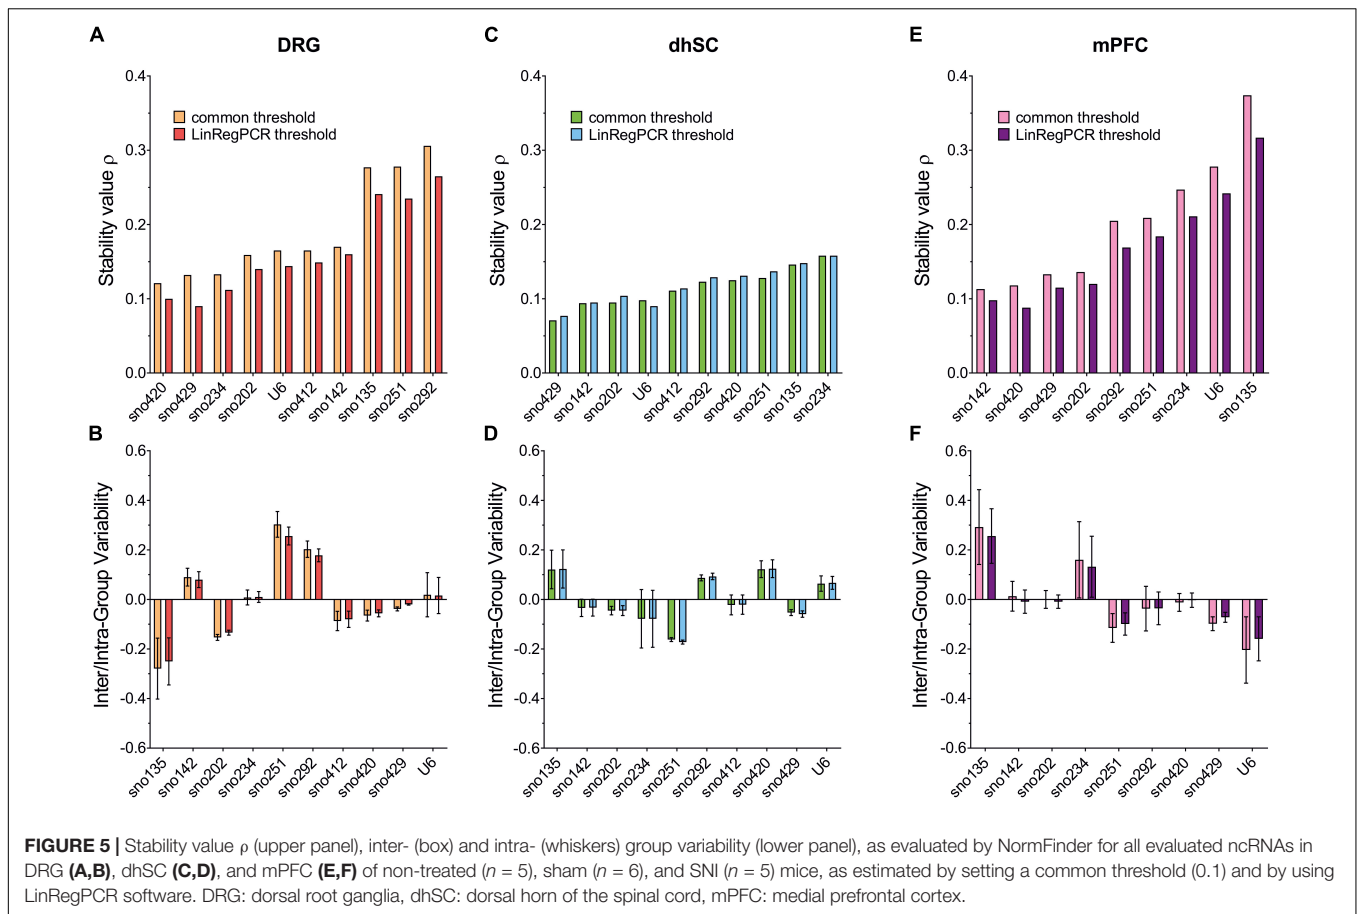 A
DRG
0.4
0.3
0.2
0.1
0.0
Stability value ρ
common threshold
LinRegPCR threshold
sno420
sno429
sno234
sno202
U6
sno412
sno142
sno135
sno251
sno292
C
dhSC
0.4
0.3
0.2
0.1
0.0
Stability value ρ
common threshold
LinRegPCR threshold
sno429
sno142
sno202
U6
sno412
sno292
sno420
sno251
sno135
sno234
E
mPFC
0.4
0.3
0.2
0.1
0.0
Stability value ρ
common threshold
LinRegPCR threshold
sno142
sno420
sno429
sno202
sno292
sno251
sno234
U6
sno135
B
0.6
0.4
0.2
0.0
-0.2
-0.4
-0.6
Inter/Intra-Group Variability
sno135
sno142
sno202
sno234
sno251
sno292
sno412
sno420
sno429
U6
D
0.6
0.4
0.2
0.0
-0.2
-0.4
-0.6
Inter/Intra-Group Variability
sno135
sno142
sno202
sno234
sno251
sno292
sno412
sno420
sno429
U6
F
0.6
0.4
0.2
0.0
-0.2
-0.4
-0.6
Inter/Intra-Group Variability
sno135
sno142
sno202
sno234
sno251
sno292
sno420
sno429
U6
FIGURE 5 | Stability value ρ (upper panel), inter- (box) and intra- (whiskers) group variability (lower panel), as evaluated by NormFinder for all evaluated ncRNAs in
DRG (A,B), dhSC (C,D), and mPFC (E,F) of non-treated (n = 5), sham (n = 6), and SNI (n = 5) mice, as estimated by setting a common threshold (0.1) and by using
LinRegPCR software. DRG: dorsal root ganglia, dhSC: dorsal horn of the spinal cord, mPFC: medial prefrontal cortex.